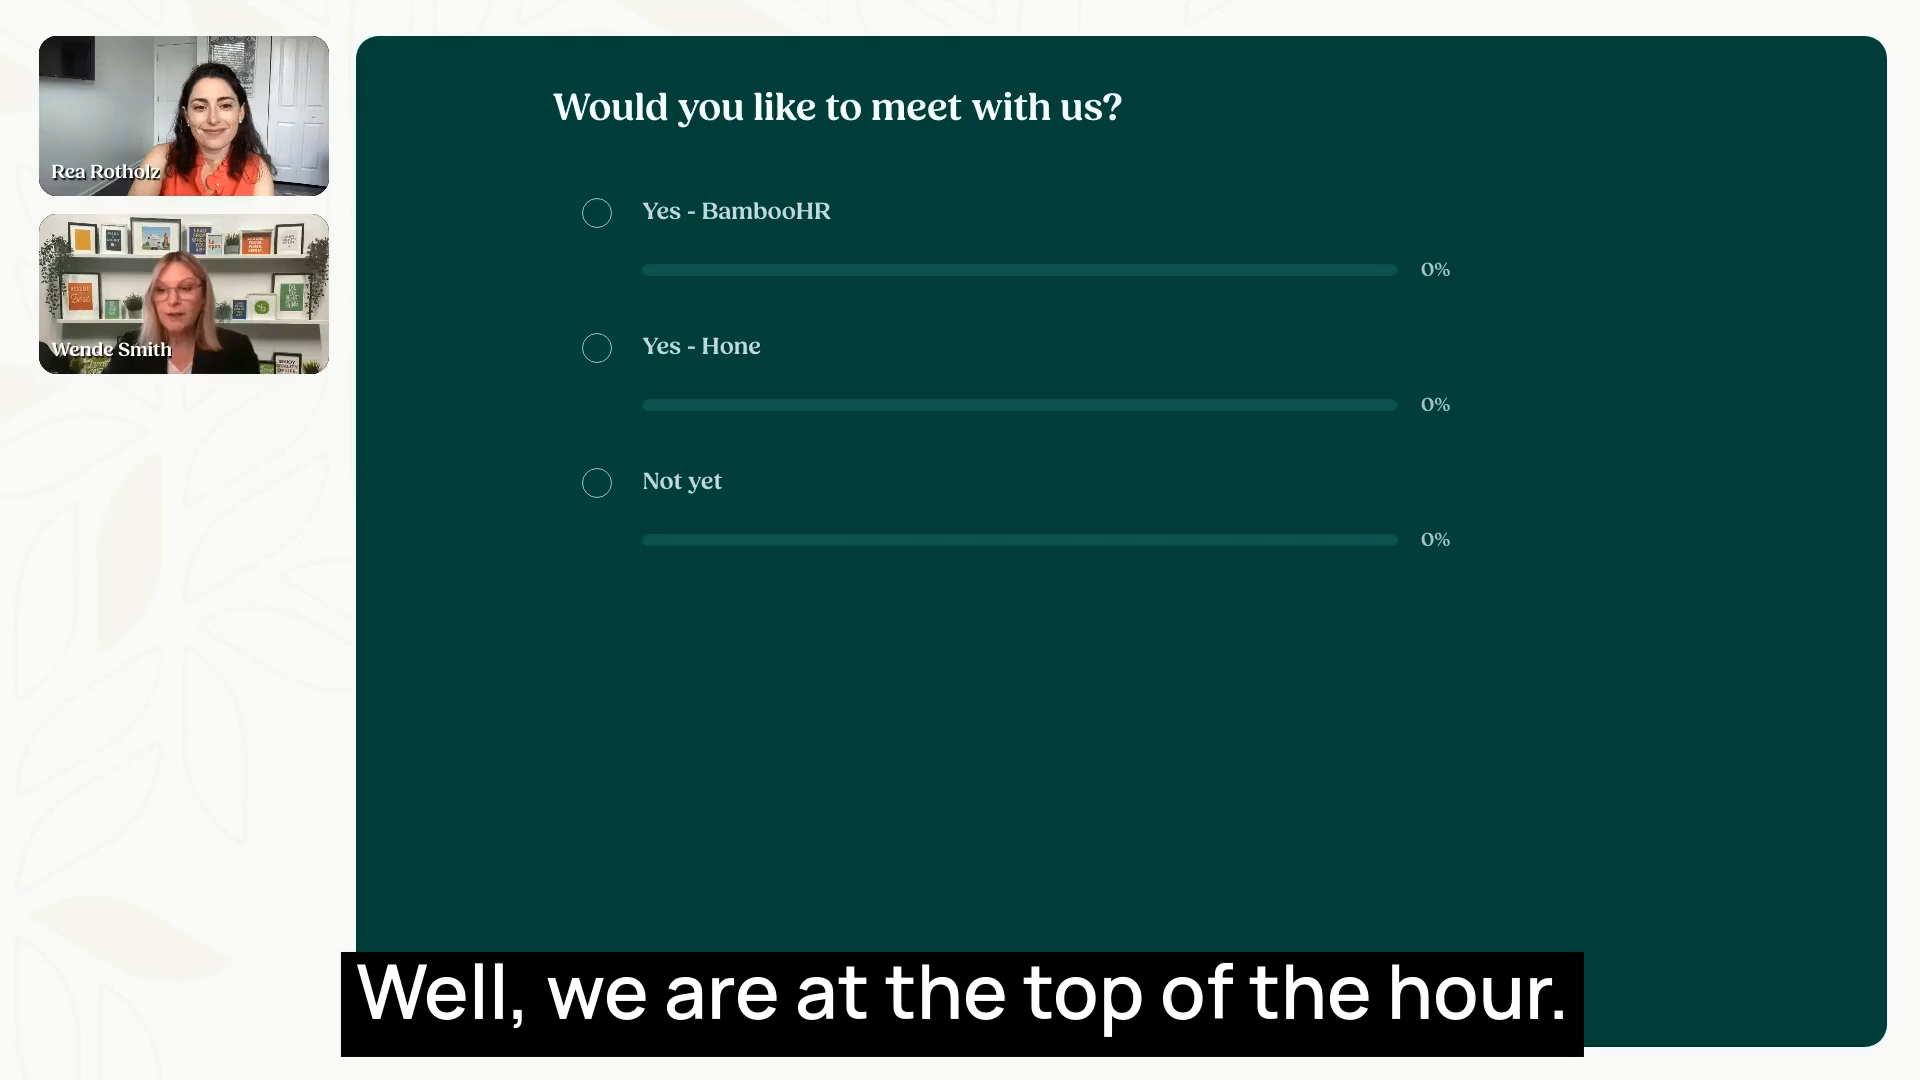 Rea Rotholz
Wende Smith
Would you like to meet with us?
Yes - BambooHR
0%
Yes - Hone
0%
Not yet
0%
Well, we are at the top of the hour.